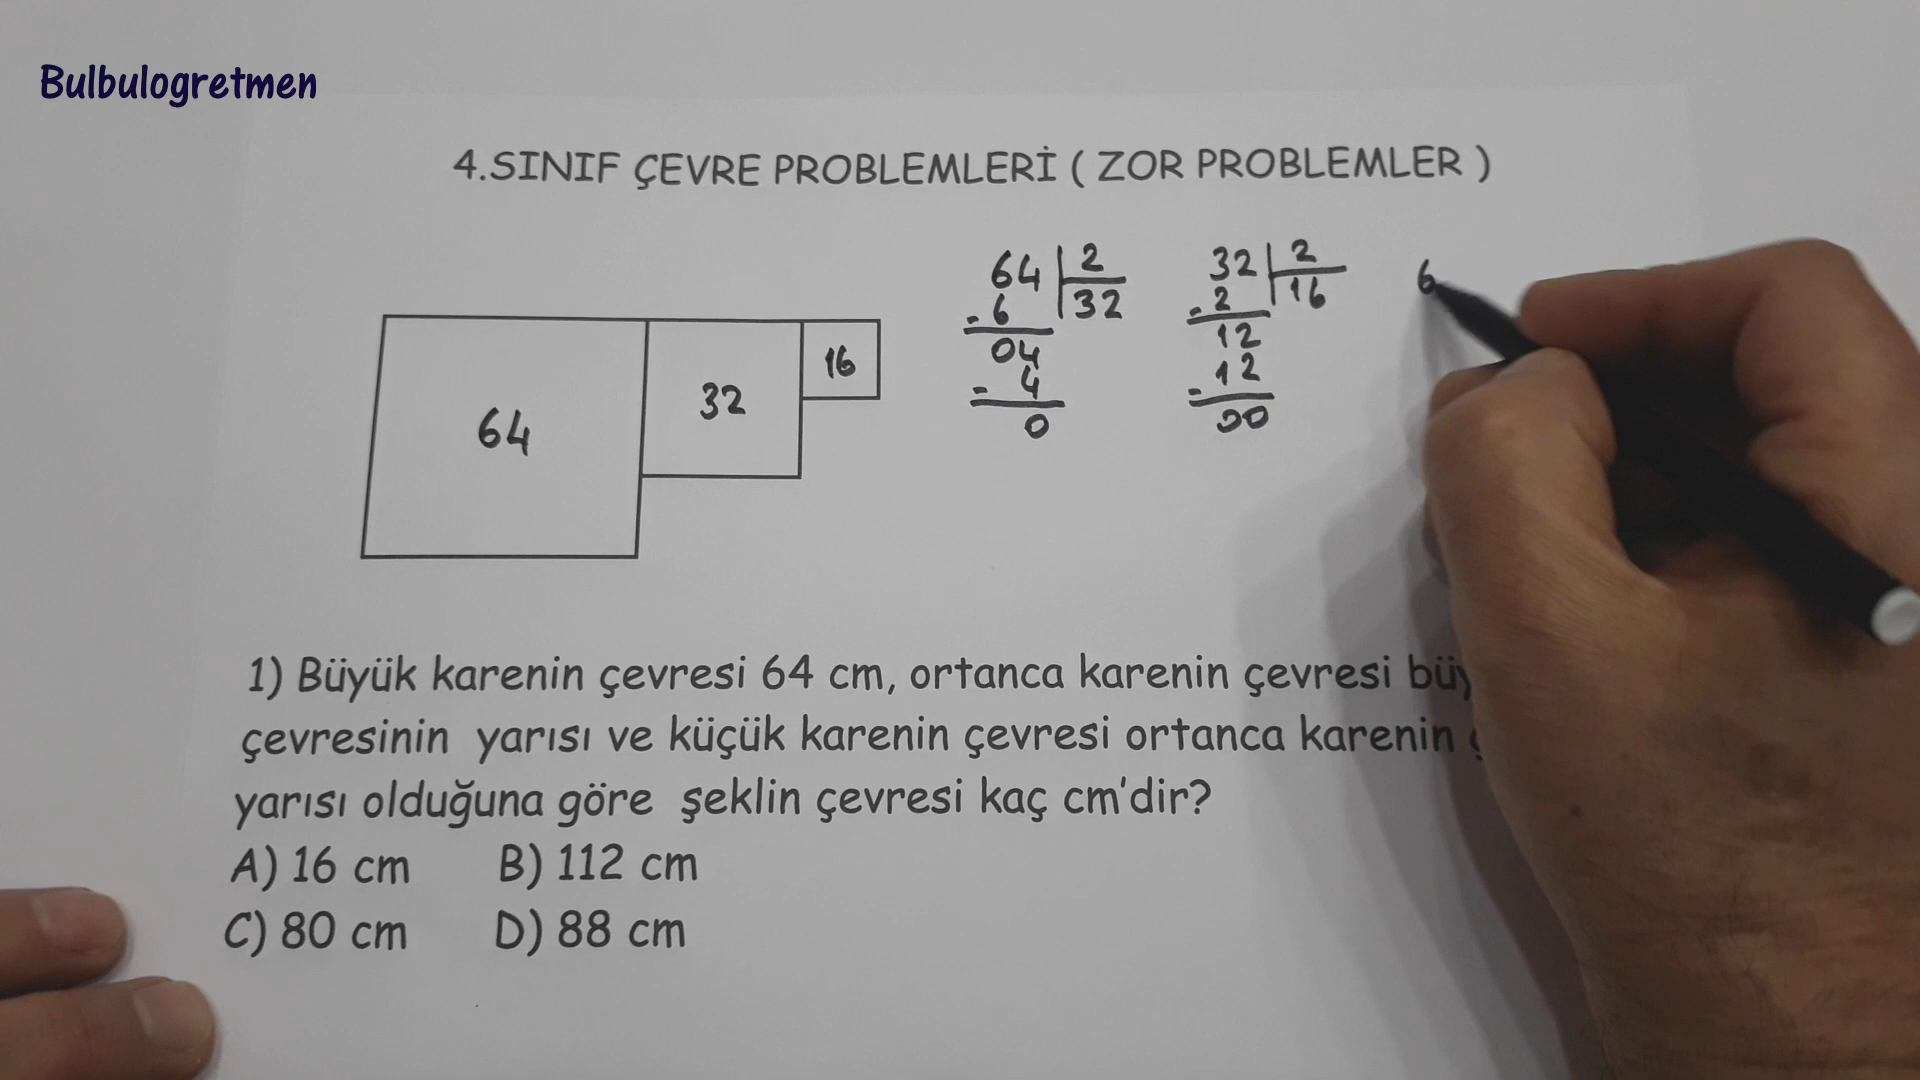 Bulbulogretmen
4.SINIF ÇEVRE PROBLEMLERİ ( ZOR PROBLEMLER )
64 2
- 6 32
04
- 4
0
32 2
- 2 16
12
- 12
00
6
64
32
16
1) Büyük karenin çevresi 64 cm, ortanca karenin çevresi
çevresinin yarısı ve küçük karenin çevresi ortanca karenin
yarısı olduğuna göre şeklin çevresi kaç cm'dir?
A) 16 cm B) 112 cm
C) 80 cm D) 88 cm